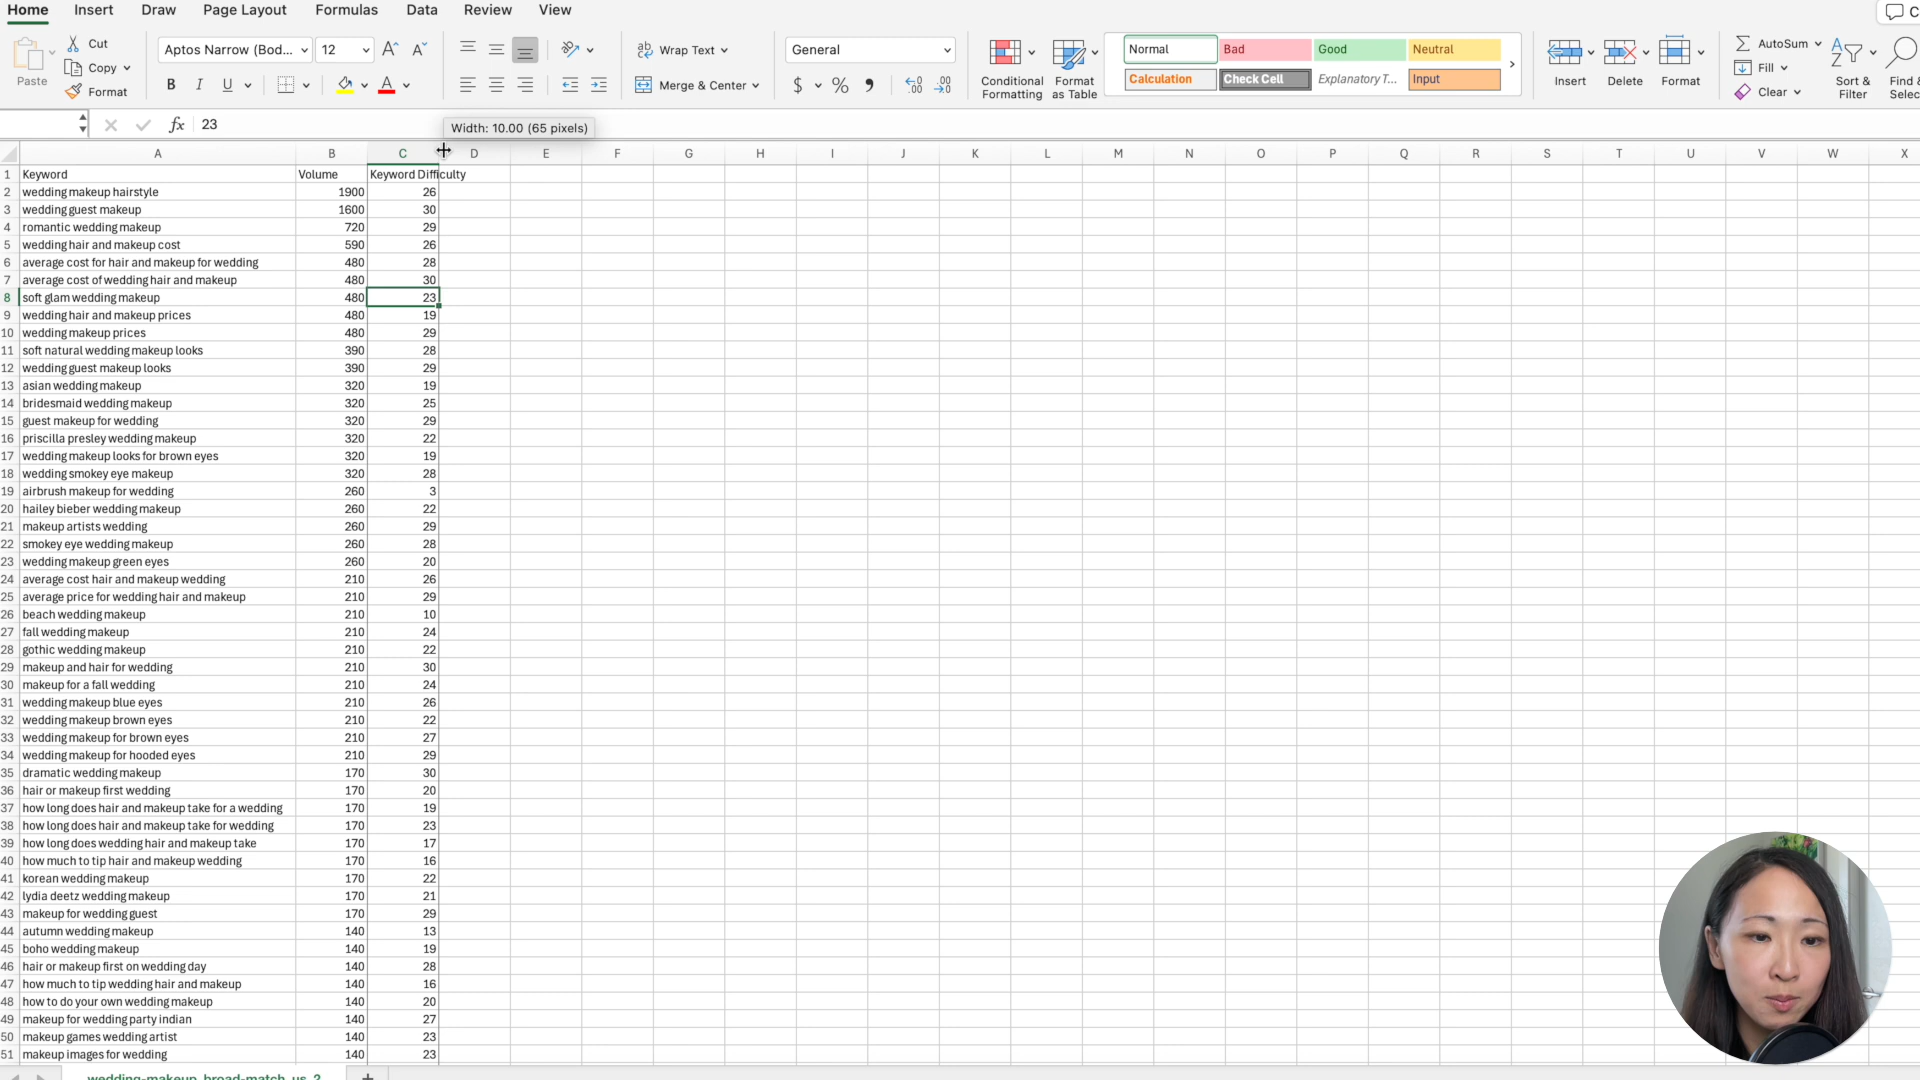 Home Insert Draw Page Layout Formulas Data Review View C
Paste Cut Copy Format
Aptos Narrow (Bod... 12 A^ A˅
B I U A
ab Wrap Text
Merge & Center
General
$ % 9
Conditional Formatting
Format as Table
Normal Bad Good Neutral
Calculation Check Cell Explanatory T... Input
Insert Delete Format
AutoSum
Fill
Clear
Sort & Filter
Find & Selec
fx 23
Width: 10.00 (65 pixels)
A B C D E F G H I J K L M N O P Q R S T U V W X
1 Keyword Volume Keyword Difficulty
2 wedding makeup hairstyle 1900 26
3 wedding guest makeup 1600 30
4 romantic wedding makeup 720 29
5 wedding hair and makeup cost 590 26
6 average cost for hair and makeup for wedding 480 28
7 average cost of wedding hair and makeup 480 30
8 soft glam wedding makeup 480 23
9 wedding hair and makeup prices 480 19
10 wedding makeup prices 480 29
11 soft natural wedding makeup looks 390 28
12 wedding guest makeup looks 390 29
13 asian wedding makeup 320 19
14 bridesmaid wedding makeup 320 25
15 guest makeup for wedding 320 29
16 priscilla presley wedding makeup 320 22
17 wedding makeup looks for brown eyes 320 19
18 wedding smokey eye makeup 320 28
19 airbrush makeup for wedding 260 3
20 hailey bieber wedding makeup 260 22
21 makeup artists wedding 260 29
22 smokey eye wedding makeup 260 28
23 wedding makeup green eyes 260 20
24 average cost hair and makeup wedding 210 26
25 average price for wedding hair and makeup 210 29
26 beach wedding makeup 210 10
27 fall wedding makeup 210 24
28 gothic wedding makeup 210 22
29 makeup and hair for wedding 210 30
30 makeup for a fall wedding 210 24
31 wedding makeup blue eyes 210 26
32 wedding makeup brown eyes 210 22
33 wedding makeup for brown eyes 210 27
34 wedding makeup for hooded eyes 210 29
35 dramatic wedding makeup 170 30
36 hair or makeup first wedding 170 20
37 how long does hair and makeup take for a wedding 170 19
38 how long does hair and makeup take for wedding 170 23
39 how long does wedding hair and makeup take 170 17
40 how much to tip hair and makeup wedding 170 16
41 korean wedding makeup 170 22
42 lydia deetz wedding makeup 170 21
43 makeup for wedding guest 170 29
44 autumn wedding makeup 140 13
45 boho wedding makeup 140 19
46 hair or makeup first on wedding day 140 28
47 how much to tip wedding hair and makeup 140 16
48 how to do your own wedding makeup 140 20
49 makeup for wedding party indian 140 27
50 makeup games wedding artist 140 23
51 makeup images for wedding 140 23
wedding-makeup_broad-match_us_2 +